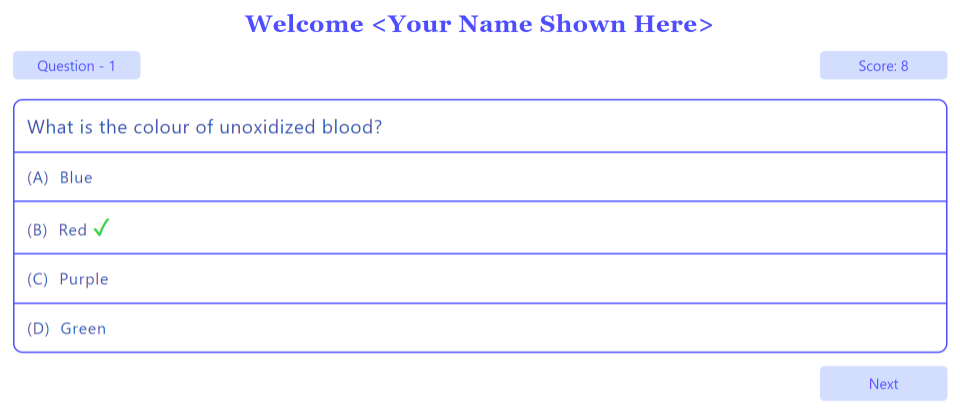 Welcome <Your Name Shown Here>
Question - 1
Score: 8
What is the colour of unoxidized blood?
(A) Blue
(B) Red ✓
(C) Purple
(D) Green
Next